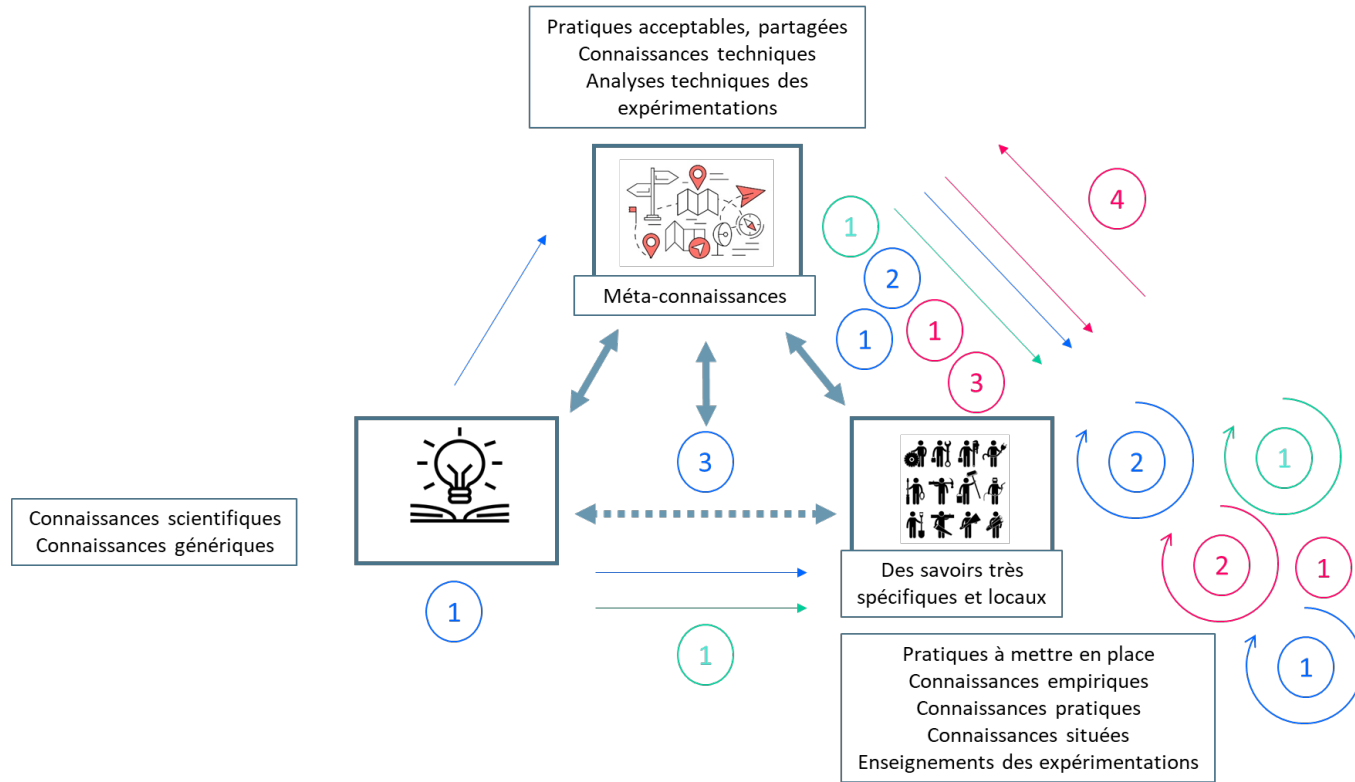 Pratiques acceptables, partagées
Connaissances techniques
Analyses techniques des
expérimentations
4
1
2
Méta-connaissances
1
1
3
3
2
1
Connaissances scientifiques
Connaissances génériques
Des savoirs très
spécifiques et locaux
2
1
1
1
1
Pratiques à mettre en place
Connaissances empiriques
Connaissances pratiques
Connaissances situées
Enseignements des expérimentations